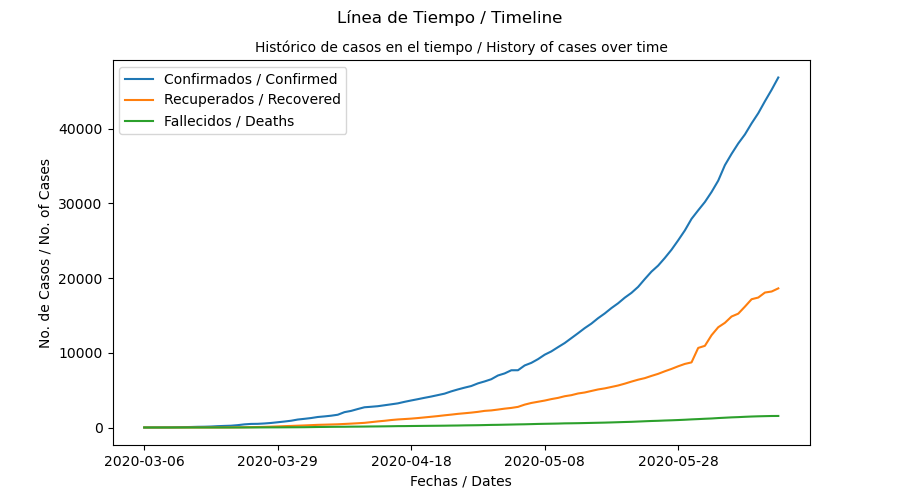 Línea de Tiempo / Timeline
Histórico de casos en el tiempo / History of cases over time
Confirmados / Confirmed
Recuperados / Recovered
Fallecidos / Deaths
No. de Casos / No. of Cases
40000
30000
20000
10000
0
2020-03-06 2020-03-29 2020-04-18 2020-05-08 2020-05-28
Fechas / Dates